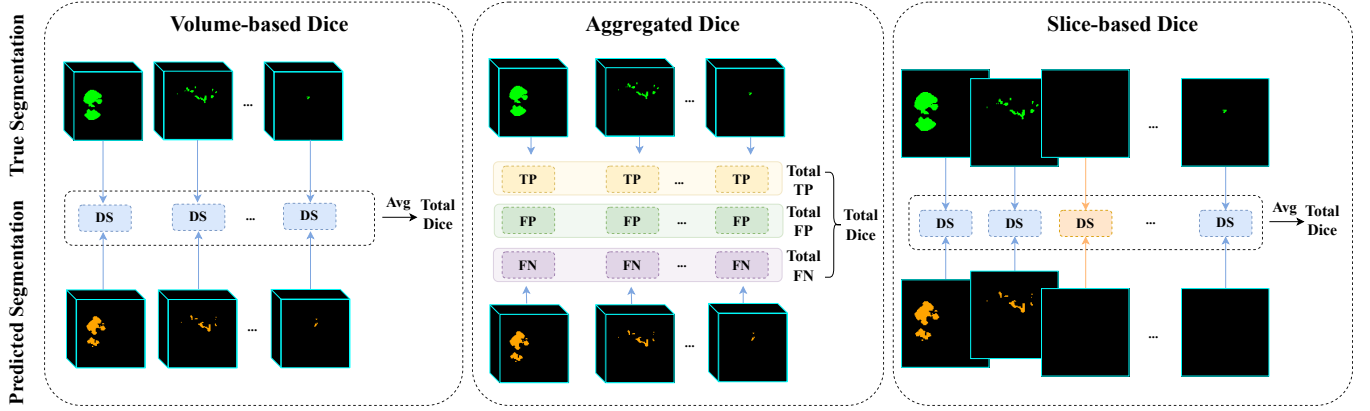 True Segmentation
Predicted Segmentation
Volume-based Dice
...
DS
DS
...
DS
Avg
Total
Dice
...
Aggregated Dice
...
TP
TP
...
TP
Total
TP
FP
FP
...
FP
Total
FP
FN
FN
...
FN
Total
FN
Total
Dice
...
Slice-based Dice
...
DS
DS
DS
...
DS
Avg
Total
Dice
...